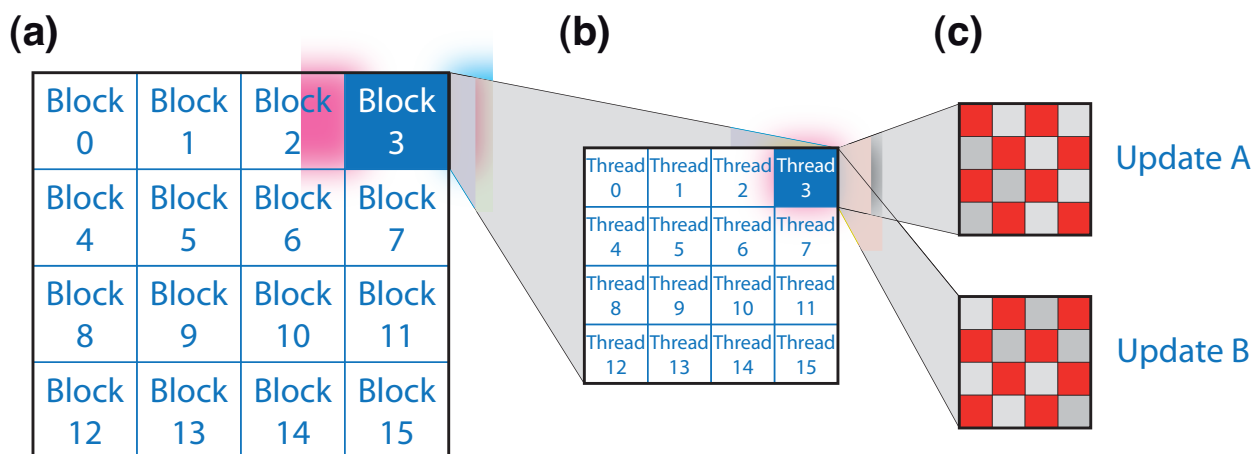 (a)
(b)
(c)
Block 0
Block 1
Block 2
Block 3
Block 4
Block 5
Block 6
Block 7
Block 8
Block 9
Block 10
Block 11
Block 12
Block 13
Block 14
Block 15
Thread 0
Thread 1
Thread 2
Thread 3
Thread 4
Thread 5
Thread 6
Thread 7
Thread 8
Thread 9
Thread 10
Thread 11
Thread 12
Thread 13
Thread 14
Thread 15
Update A
Update B